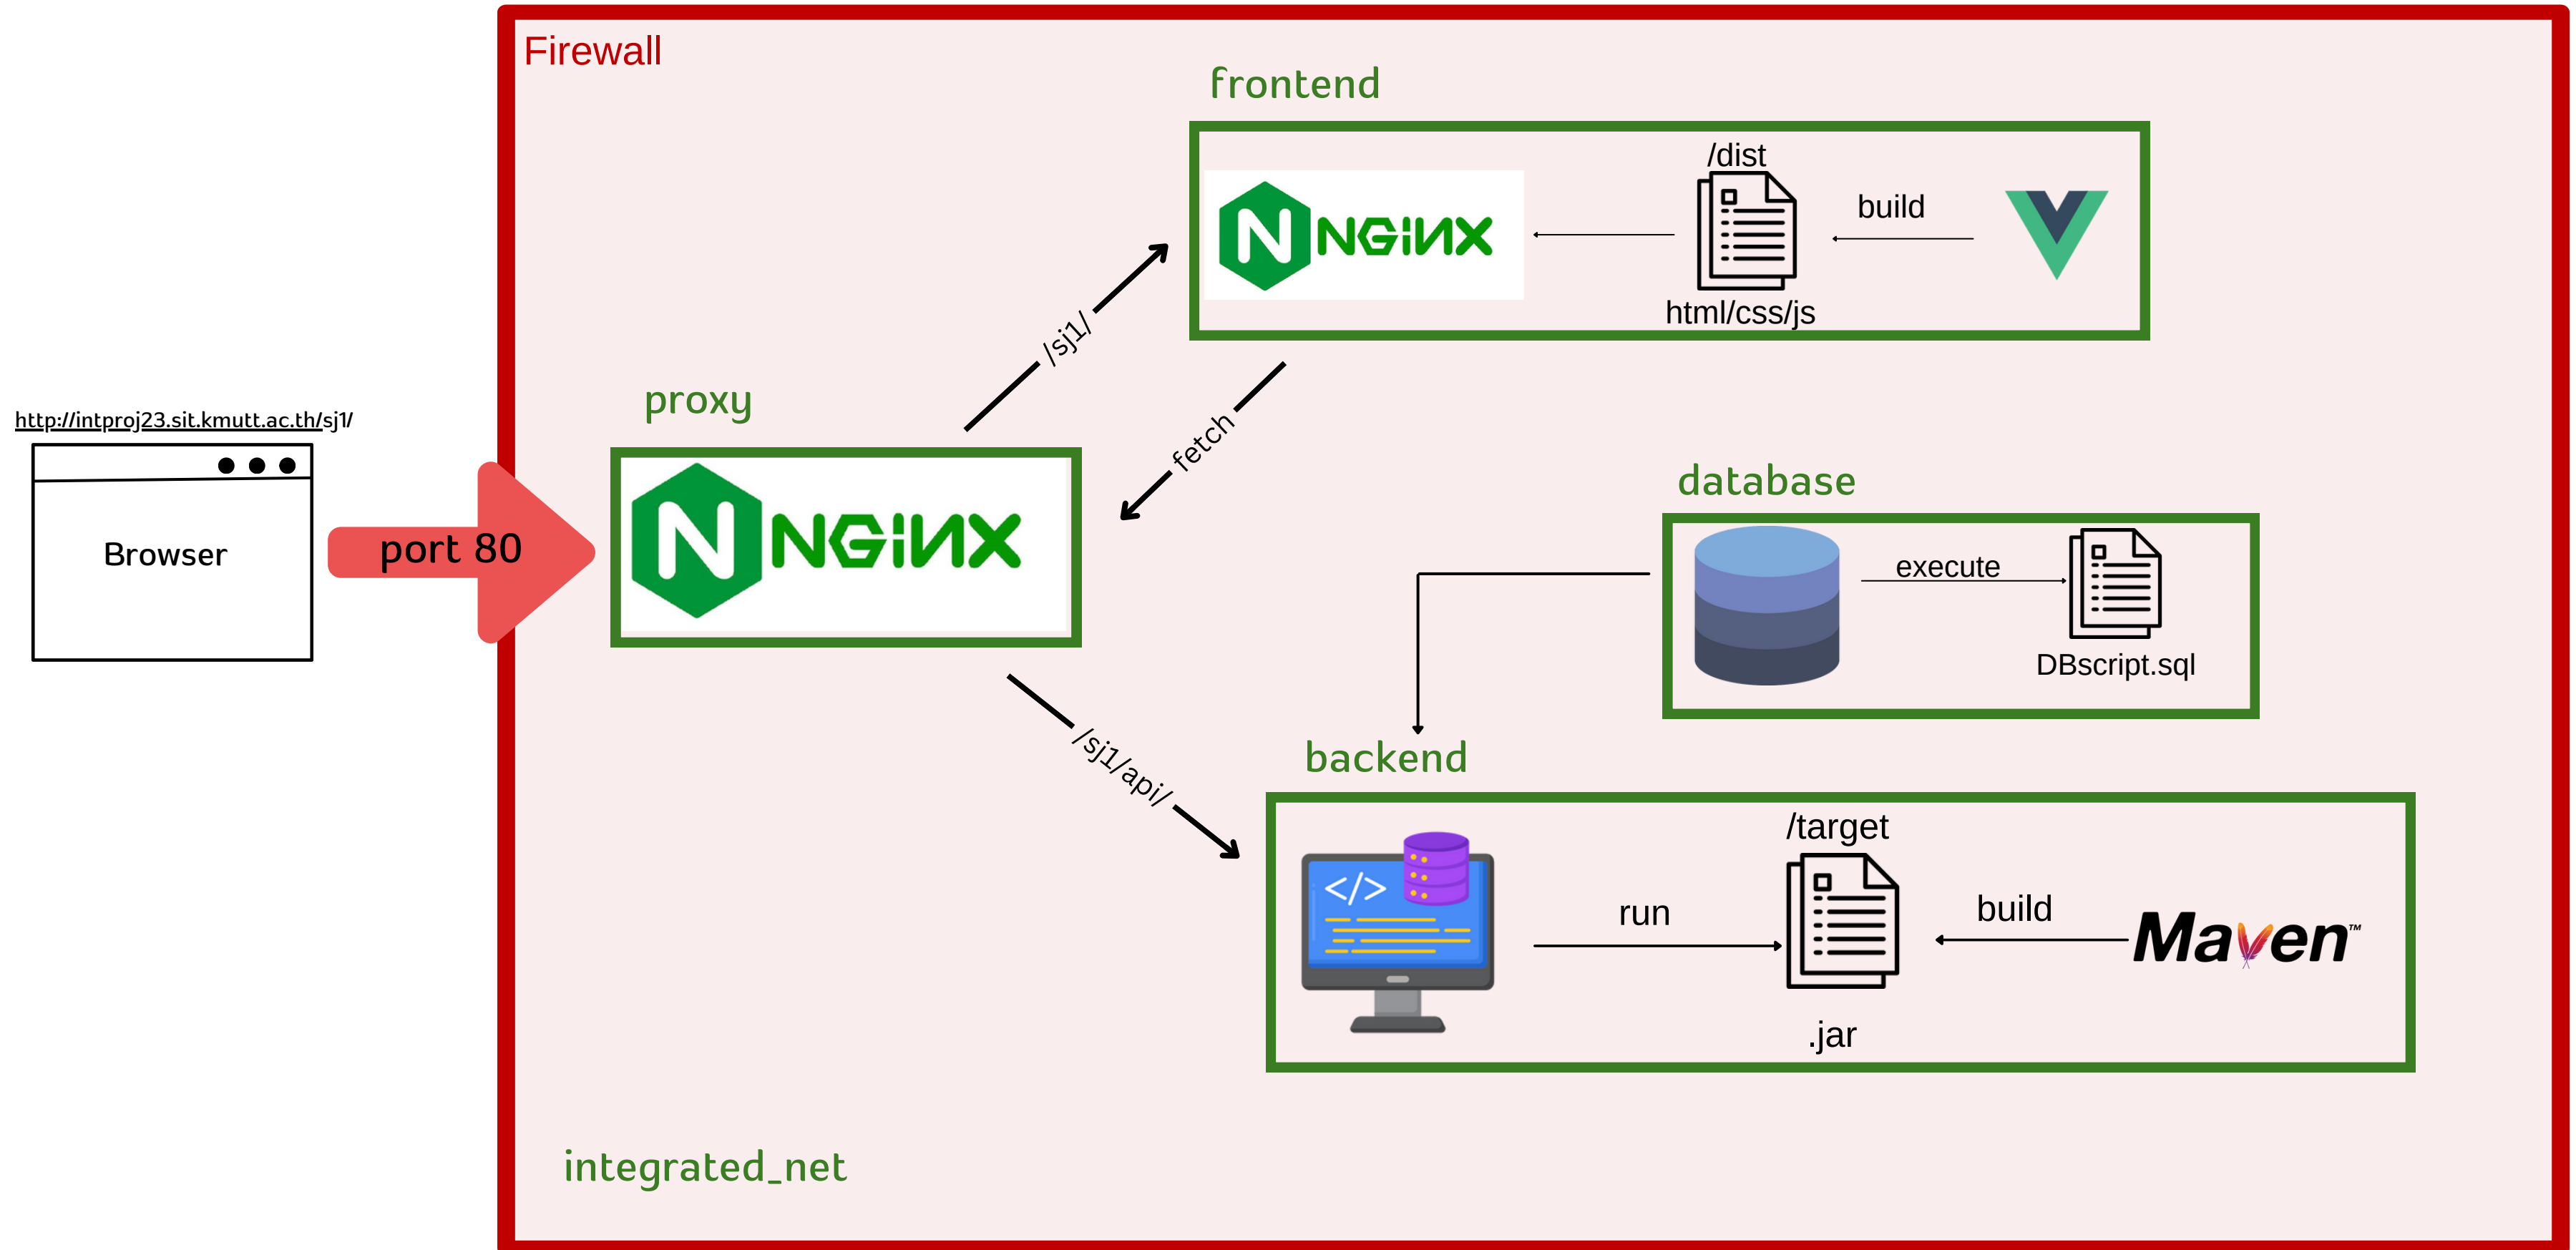 Firewall
frontend
/dist
build
NGINX
html/css/js
/sj1/
proxy
http://intproj23.sit.kmutt.ac.th/sj1/
fetch
Browser
port 80
NGINX
database
execute
DBscript.sql
/sj1/api/
backend
/target
</>
run
build
Maven™
.jar
integrated_net